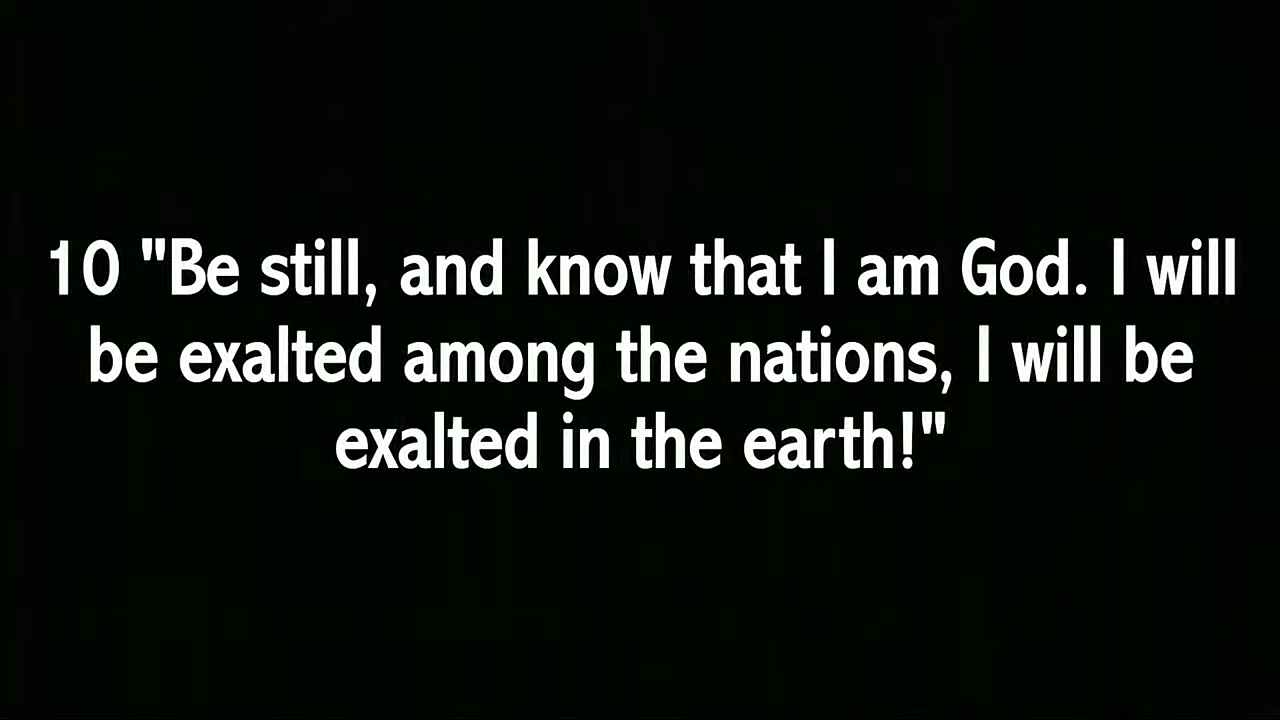 10 "Be still, and know that I am God. I will
be exalted among the nations, I will be
exalted in the earth!"